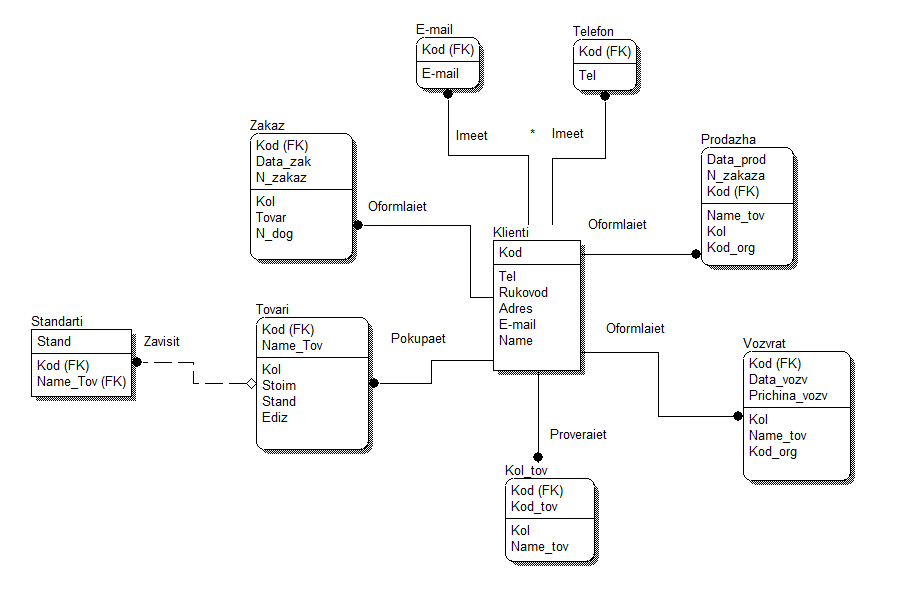 E-mail
Kod (FK)
E-mail
Telefon
Kod (FK)
Tel
Imeet
*
Imeet
Zakaz
Kod (FK)
Data_zak
N_zakaz
Kol
Tovar
N_dog
Oformlaiet
Prodazha
Data_prod
N_zakaza
Kod (FK)
Name_tov
Kol
Kod_org
Oformlaiet
Klienti
Kod
Tel
Rukovod
Adres
E-mail
Name
Standarti
Stand
Kod (FK)
Name_Tov (FK)
Zavisit
Tovari
Kod (FK)
Name_Tov
Kol
Stoim
Stand
Ediz
Pokupaet
Oformlaiet
Vozvrat
Kod (FK)
Data_vozv
Prichina_vozv
Kol
Name_tov
Kod_org
Proveraiet
Kol_tov
Kod (FK)
Kod_tov
Kol
Name_tov